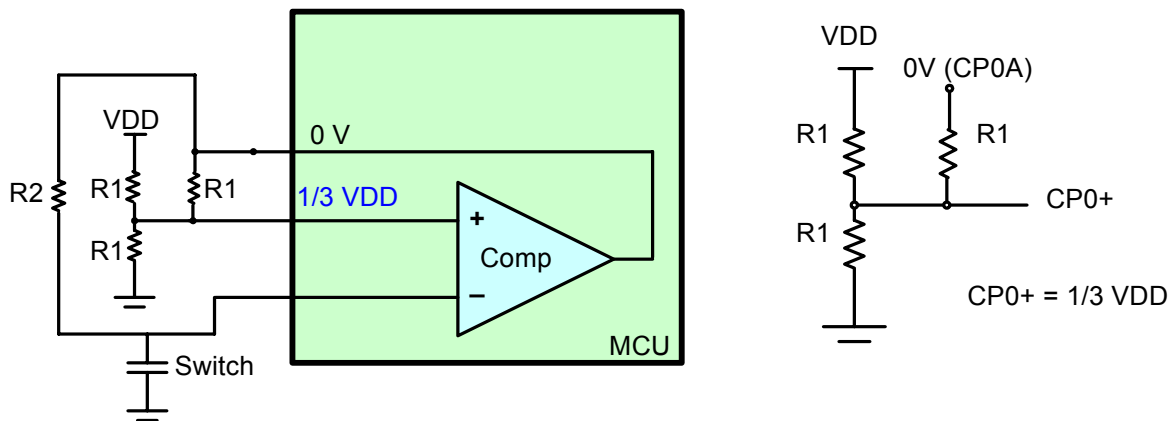 VDD
R1
R1
R2
R1
0 V
1/3 VDD
+
Comp
−
MCU
Switch
VDD
0V (CP0A)
R1
R1
CP0+
R1
CP0+ = 1/3 VDD